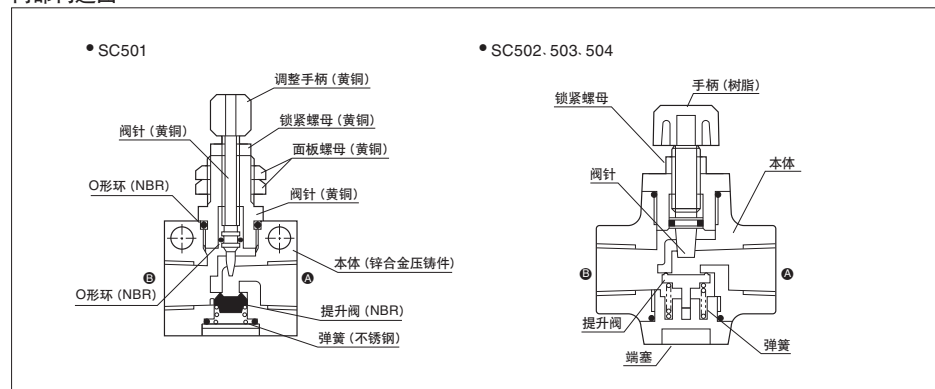 ● SC501
调整手柄 (黄铜)
锁紧螺母 (黄铜)
阀针 (黄铜)
面板螺母 (黄铜)
O形环 (NBR)
阀针 (黄铜)
本体 (锌合金压铸件)
B
A
O形环 (NBR)
提升阀 (NBR)
弹簧 (不锈钢)
● SC502、503、504
手柄 (树脂)
锁紧螺母
本体
阀针
B
A
提升阀
弹簧
端塞